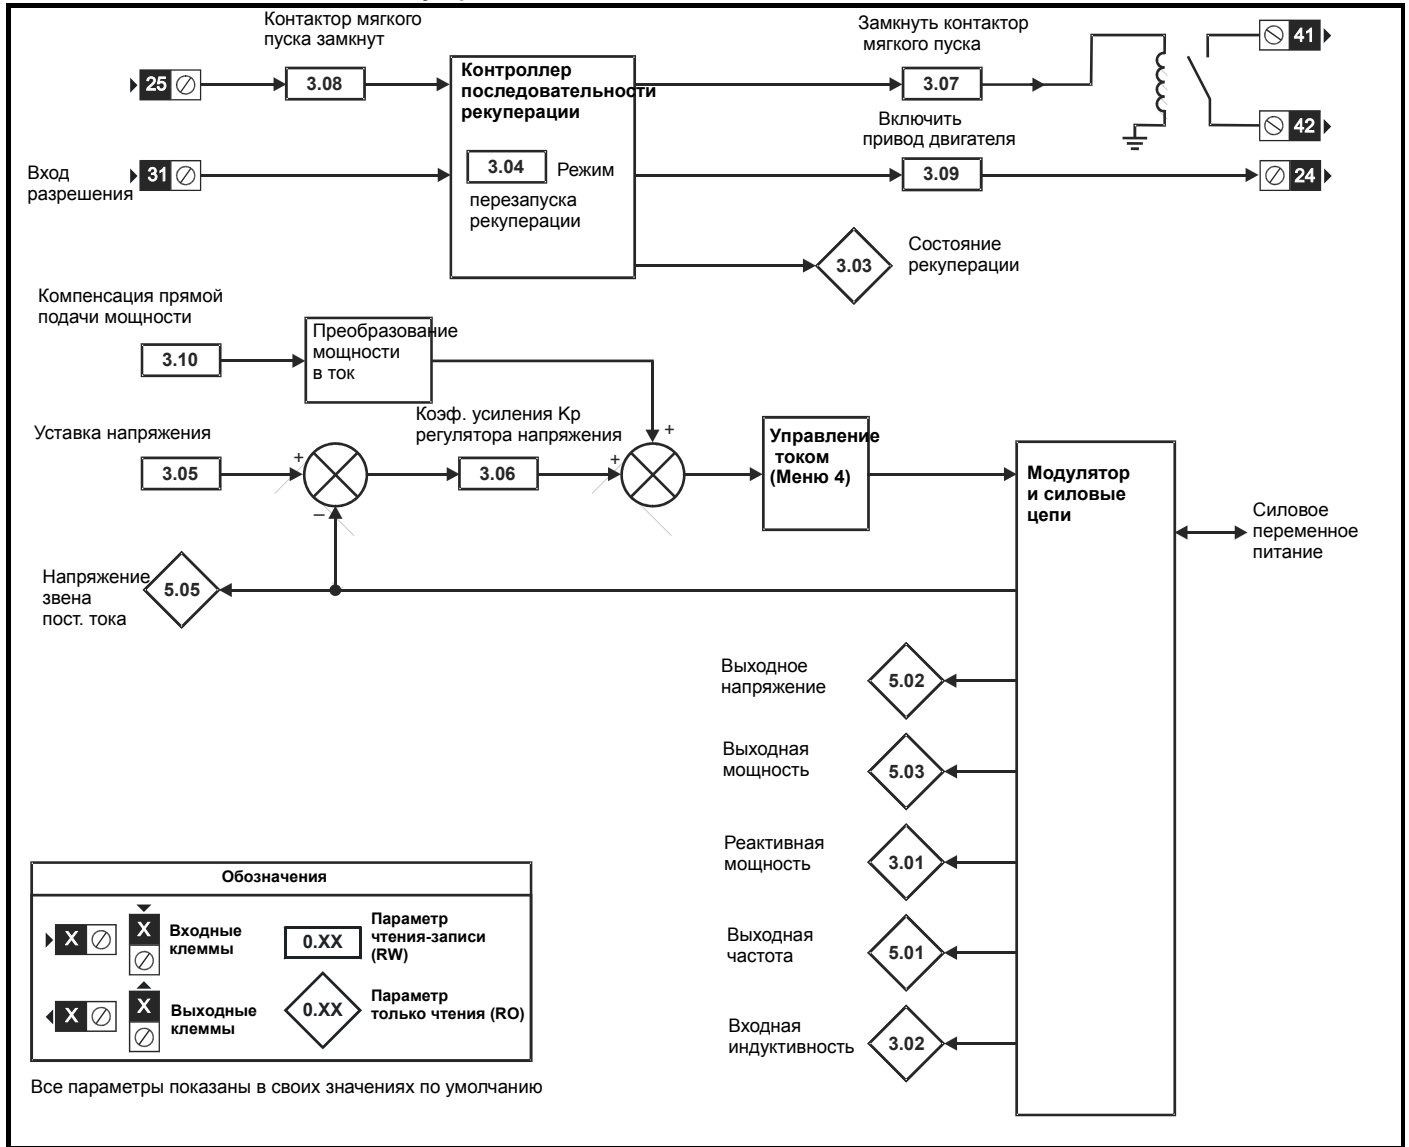 Контактор мягкого
пуска замкнут
Замкнуть контактор
мягкого пуска
41
25
3.08
Контроллер
последовательности
рекуперации
3.07
42
Включить
привод двигателя
Вход
разрешения
31
3.04 Режим
перезапуска
рекуперации
3.09
24
3.03
Состояние
рекуперации
Компенсация прямой
подачи мощности
3.10
Преобразование
мощности
в ток
Уставка напряжения
3.05
+
–
Коэф. усиления Kp
регулятора напряжения
3.06
+
+
Управление
током
(Меню 4)
Модулятор
и силовые
цепи
Силовое
переменное
питание
Напряжение
звена
пост. тока
5.05
Выходное
напряжение
5.02
Выходная
мощность
5.03
Реактивная
мощность
3.01
Выходная
частота
5.01
Входная
индуктивность
3.02
Обозначения
X
X
Входные
клеммы
0.XX
Параметр
чтения-записи
(RW)
X
X
Выходные
клеммы
0.XX
Параметр
только чтения (RO)
Все параметры показаны в своих значениях по умолчанию